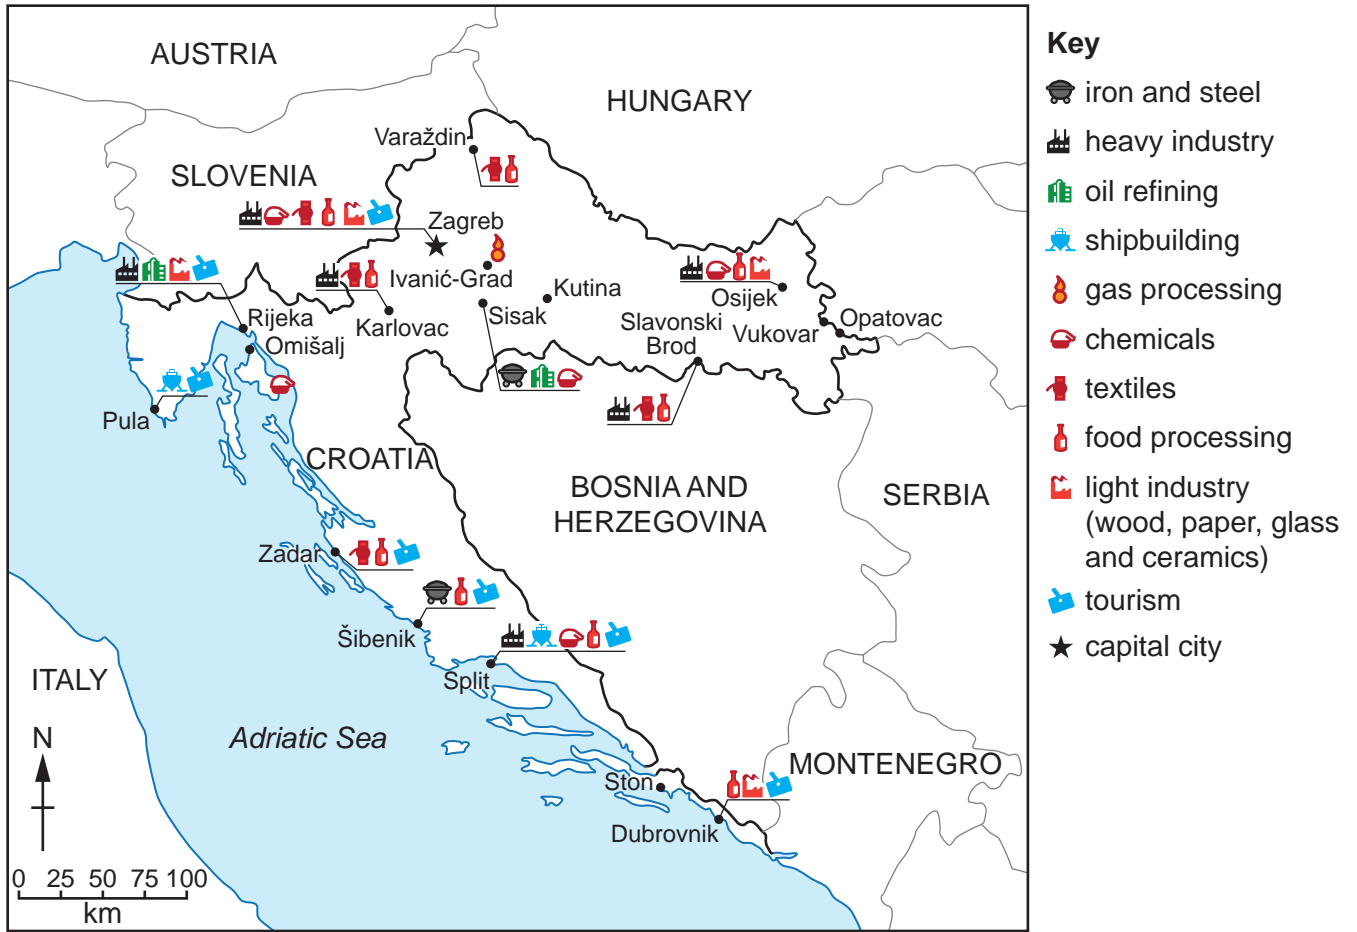 AUSTRIA
HUNGARY
Varaždin
SLOVENIA
Zagreb
Ivanić-Grad
Kutina
Osijek
Sisak
Rijeka
Karlovac
Slavonski
Brod
Vukovar
Opatovac
Omišalj
Pula
CROATIA
BOSNIA AND
HERZEGOVINA
SERBIA
Zadar
Šibenik
Split
ITALY
Adriatic Sea
N
MONTENEGRO
Ston
Dubrovnik
0 25 50 75 100
km
Key
iron and steel
heavy industry
oil refining
shipbuilding
gas processing
chemicals
textiles
food processing
light industry
(wood, paper, glass
and ceramics)
tourism
capital city